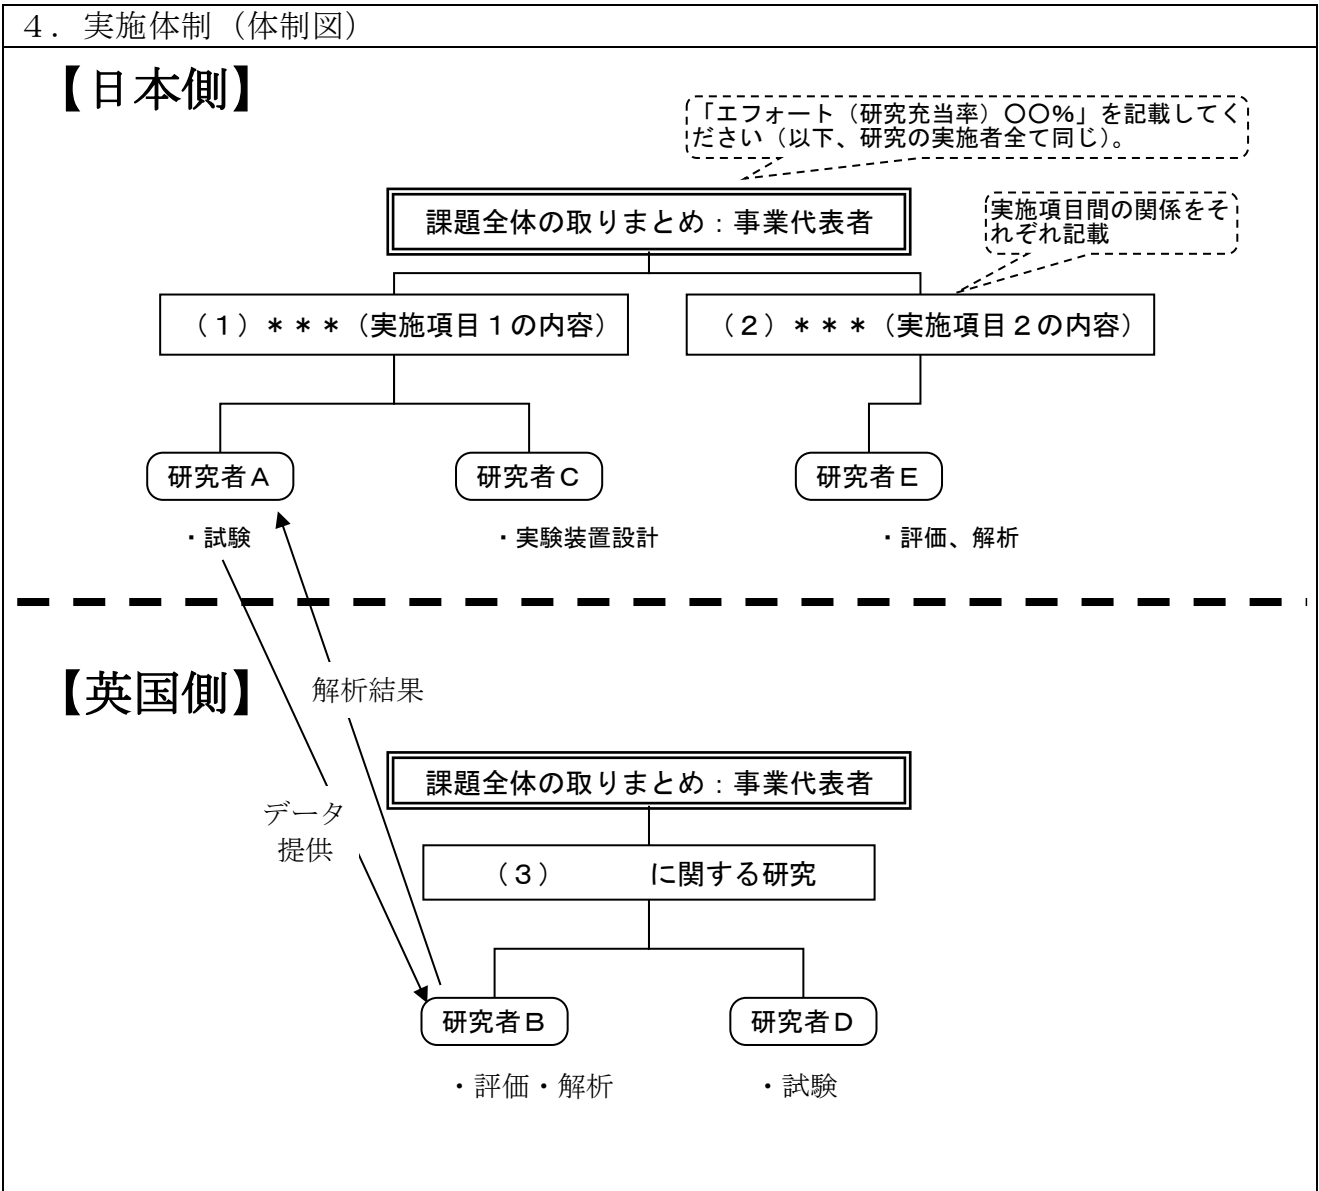 ４．実施体制（体制図）
【日本側】
「エフォート（研究充当率）〇〇％」を記載してく
ださい（以下、研究の実施者全て同じ）。
課題全体の取りまとめ：事業代表者
実施項目間の関係をそ
れぞれ記載
（１）＊＊＊（実施項目１の内容）
（２）＊＊＊（実施項目２の内容）
研究者Ａ
研究者Ｃ
研究者Ｅ
・試験
・実験装置設計
・評価、解析
【英国側】
解析結果
課題全体の取りまとめ：事業代表者
データ
提供
（３）　　　に関する研究
研究者Ｂ
研究者Ｄ
・評価・解析
・試験